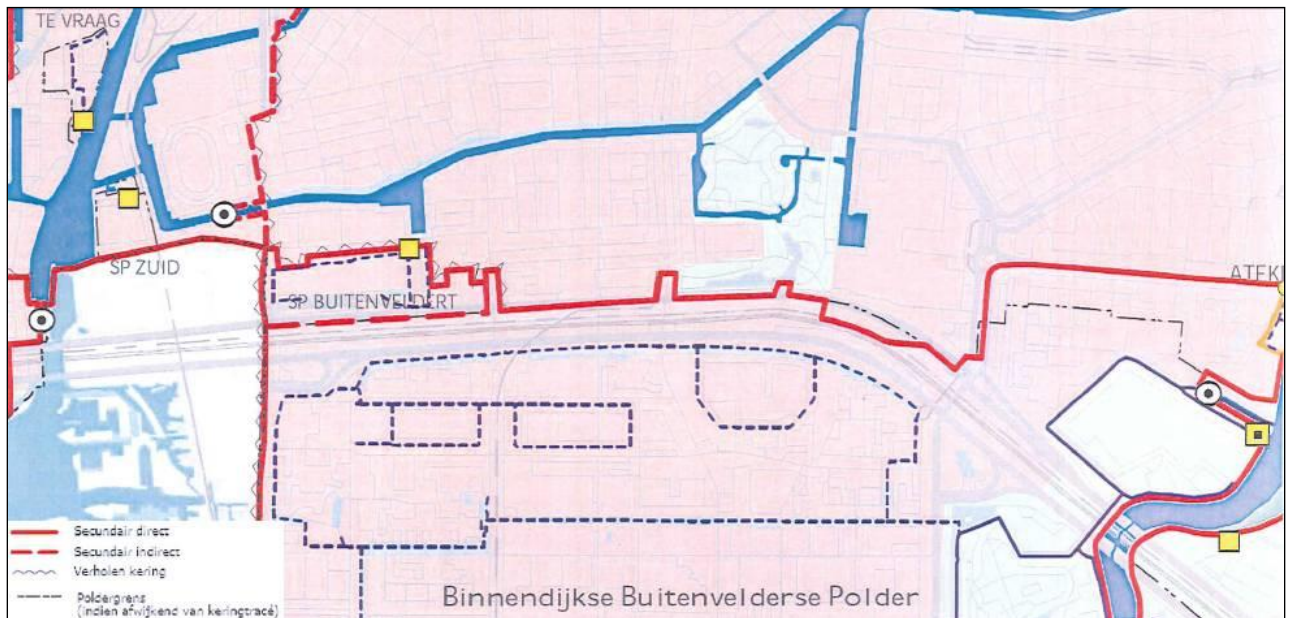 TE VRAAG
SP ZUID
SP BUITENVELDERT
Secundair direct
Secundair indirect
Verholen kering
Poldergrens
(indien afwijkend van keringtracé)
Binnendijkse Buitenvelderse Polder